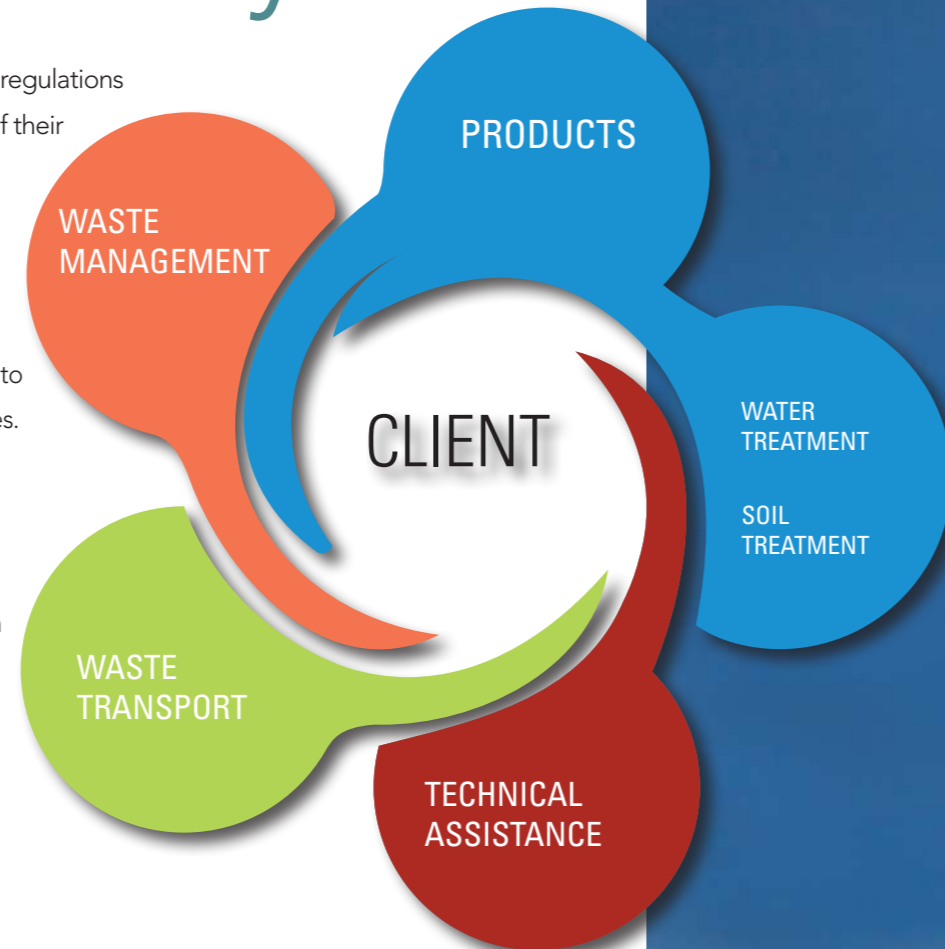 y
regulations
f their
to
es.
n
WASTE
MANAGEMENT
PRODUCTS
CLIENT
WATER
TREATMENT
SOIL
TREATMENT
WASTE
TRANSPORT
TECHNICAL
ASSISTANCE